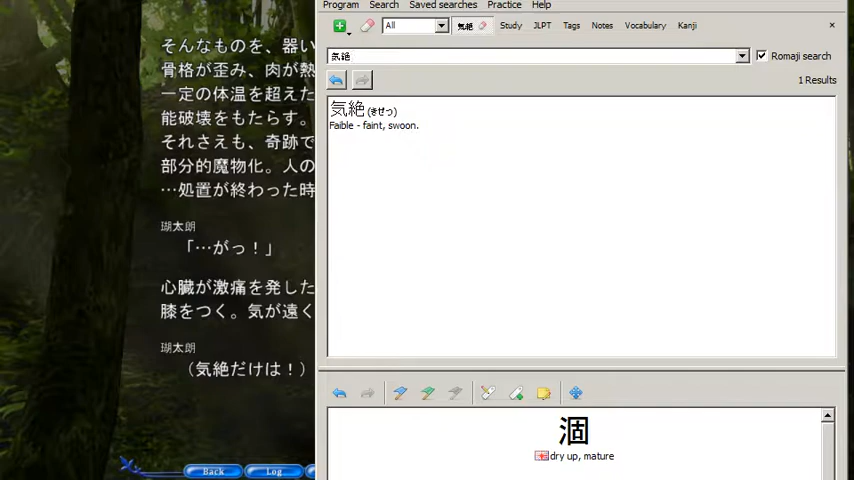 Program Search Saved searches Practice Help
All 気絶 Study JLPT Tags Notes Vocabulary Kanji
気絶
Romaji search
1 Results
気絶 (きぜつ)
Faible - faint, swoon.
涸
dry up, mature
そんなものを、器い
骨格が歪み、肉が熱
一定の体温を超えた
能破壊をもたらす。
それさえも、奇跡で
部分的魔物化。人の
…処置が終わった時
瑚太朗
「…がっ！」
心臓が激痛を発した
膝をつく。気が遠く
瑚太朗
（気絶だけは！）
Back Log